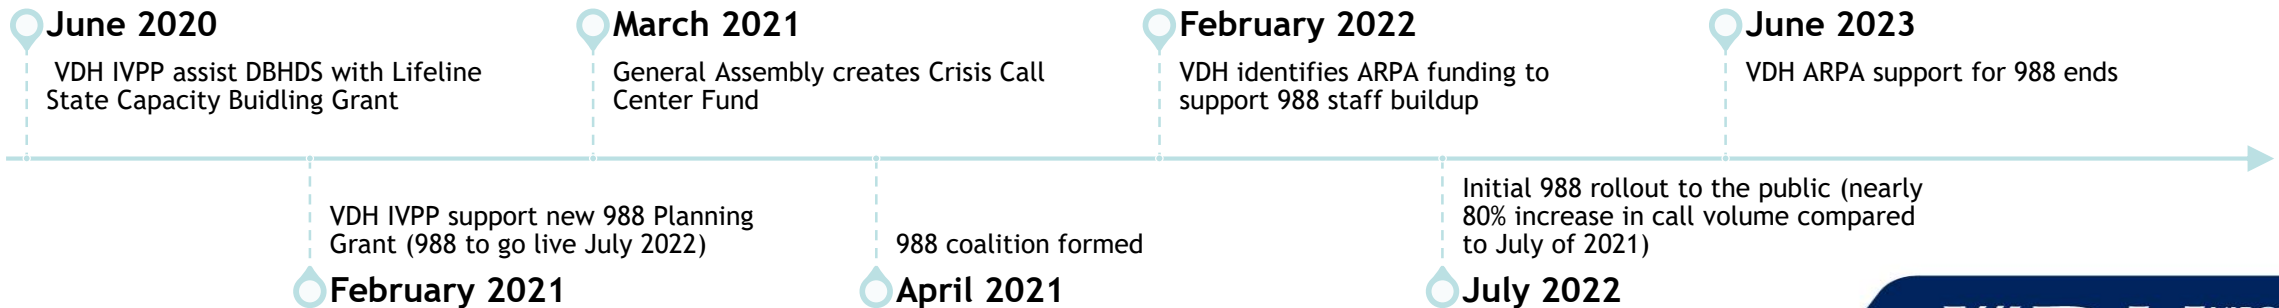 June 2020
VDH IVPP assist DBHDS with Lifeline
State Capacity Buidling Grant
VDH IVPP support new 988 Planning
Grant (988 to go live July 2022)
February 2021
March 2021
General Assembly creates Crisis Call
Center Fund
988 coalition formed
April 2021
February 2022
VDH identifies ARPA funding to
support 988 staff buildup
Initial 988 rollout to the public (nearly
80% increase in call volume compared
to July of 2021)
July 2022
June 2023
VDH ARPA support for 988 ends